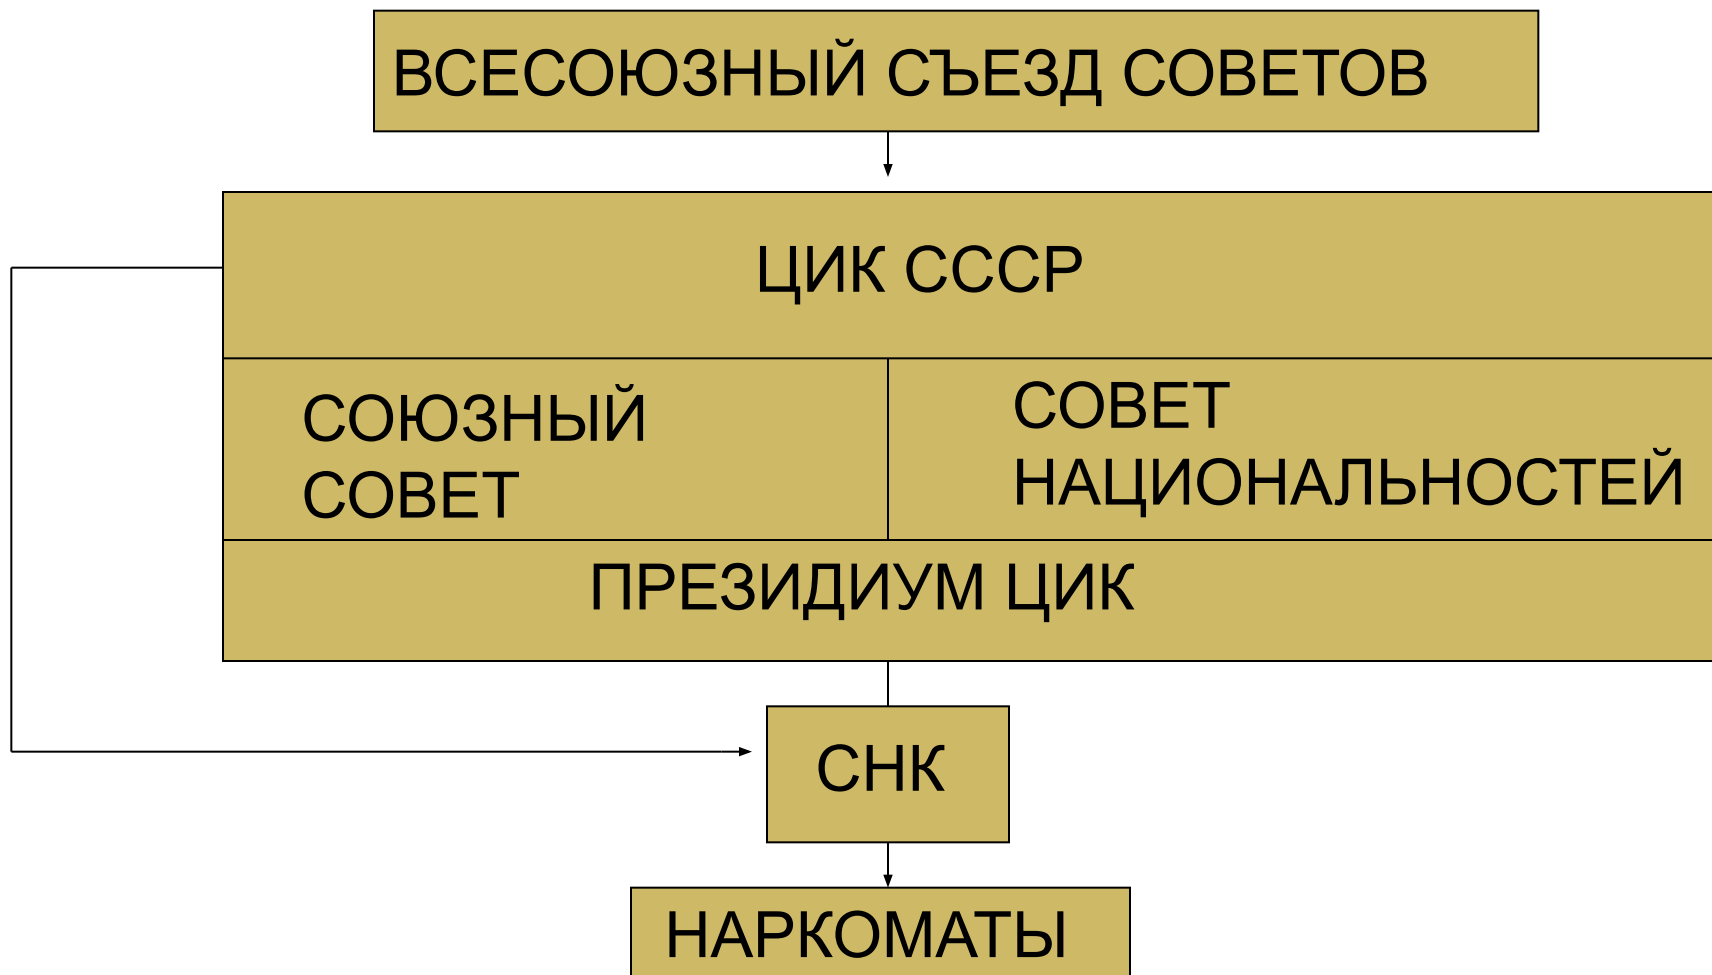 ВСЕСОЮЗНЫЙ СЪЕЗД СОВЕТОВ
ЦИК СССР
СОЮЗНЫЙ
СОВЕТ
СОВЕТ
НАЦИОНАЛЬНОСТЕЙ
ПРЕЗИДИУМ ЦИК
СНК
НАРКОМАТЫ